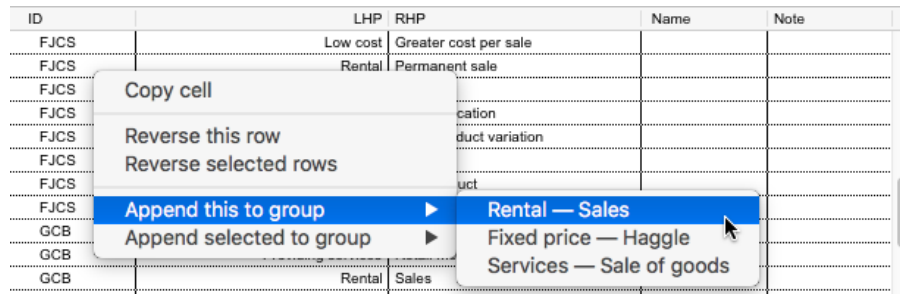 ID LHP RHP Name Note
FJCS Low cost Greater cost per sale
FJCS Rental Permanent sale
FJCS
Copy cell
FJCS cation
Reverse this row
FJCS duct variation
Reverse selected rows
FJCS
FJCS uct
Append this to group ▶ Rental — Sales
FJCS
Append selected to group ▶ Fixed price — Haggle
GCB
Services — Sale of goods
GCB
GCB Rental Sales